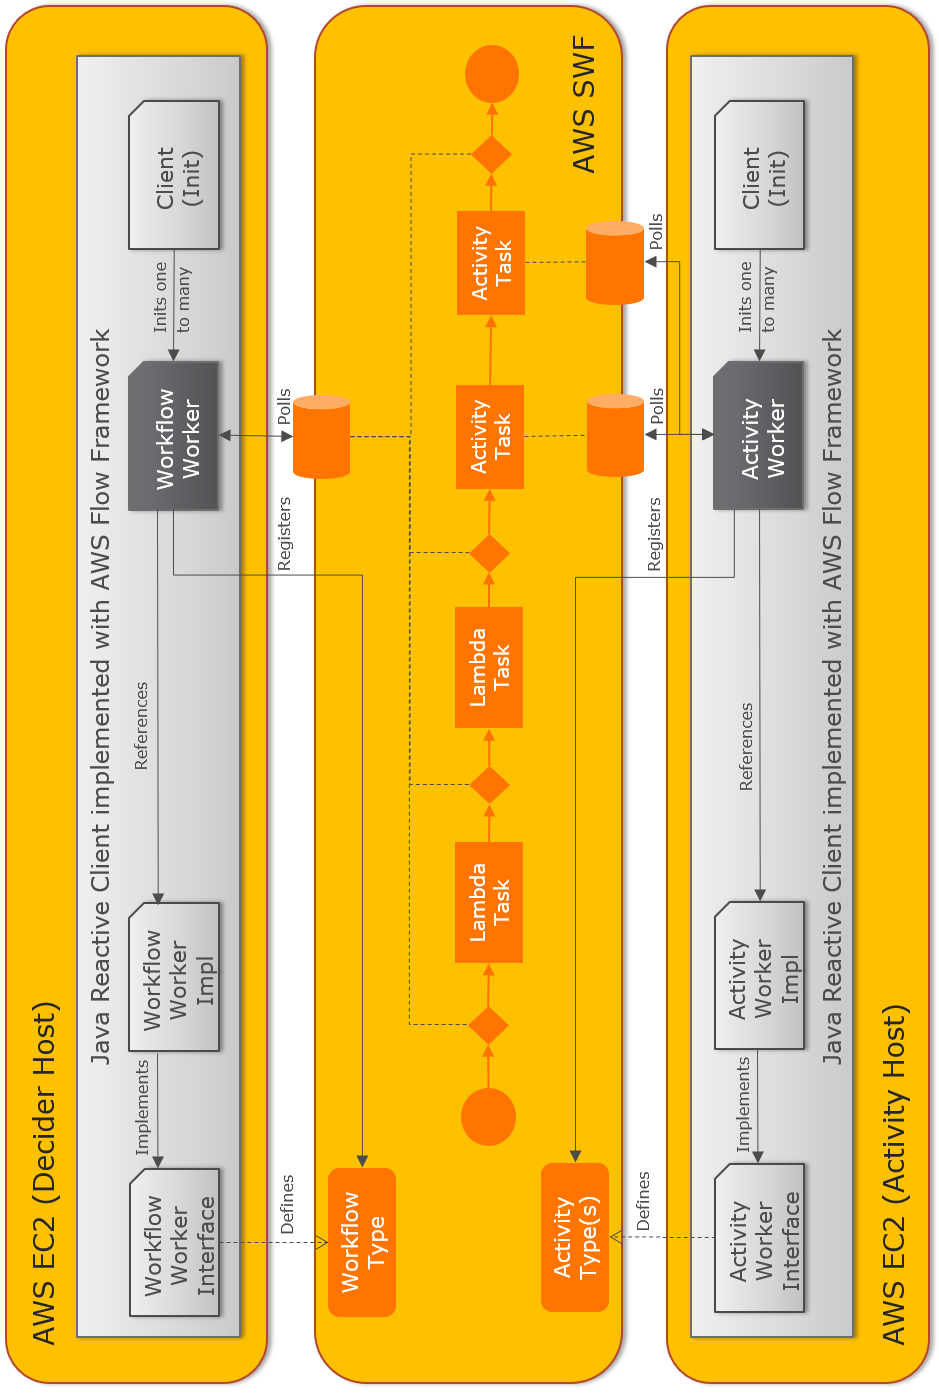 AWS EC2 (Decider Host)
Java Reactive Client implemented with AWS Flow Framework
Workflow
Worker
Interface
Implements
Workflow
Worker
Impl
References
Workflow
Worker
Inits one
to many
Client
(Init)
Defines
Registers
Polls
AWS SWF
Workflow
Type
Lambda
Task
Lambda
Task
Activity
Task
Activity
Task
Activity
Type(s)
Defines
Registers
Polls
Polls
Activity
Worker
Interface
Implements
Activity
Worker
Impl
References
Activity
Worker
Inits one
to many
Client
(Init)
Java Reactive Client implemented with AWS Flow Framework
AWS EC2 (Activity Host)